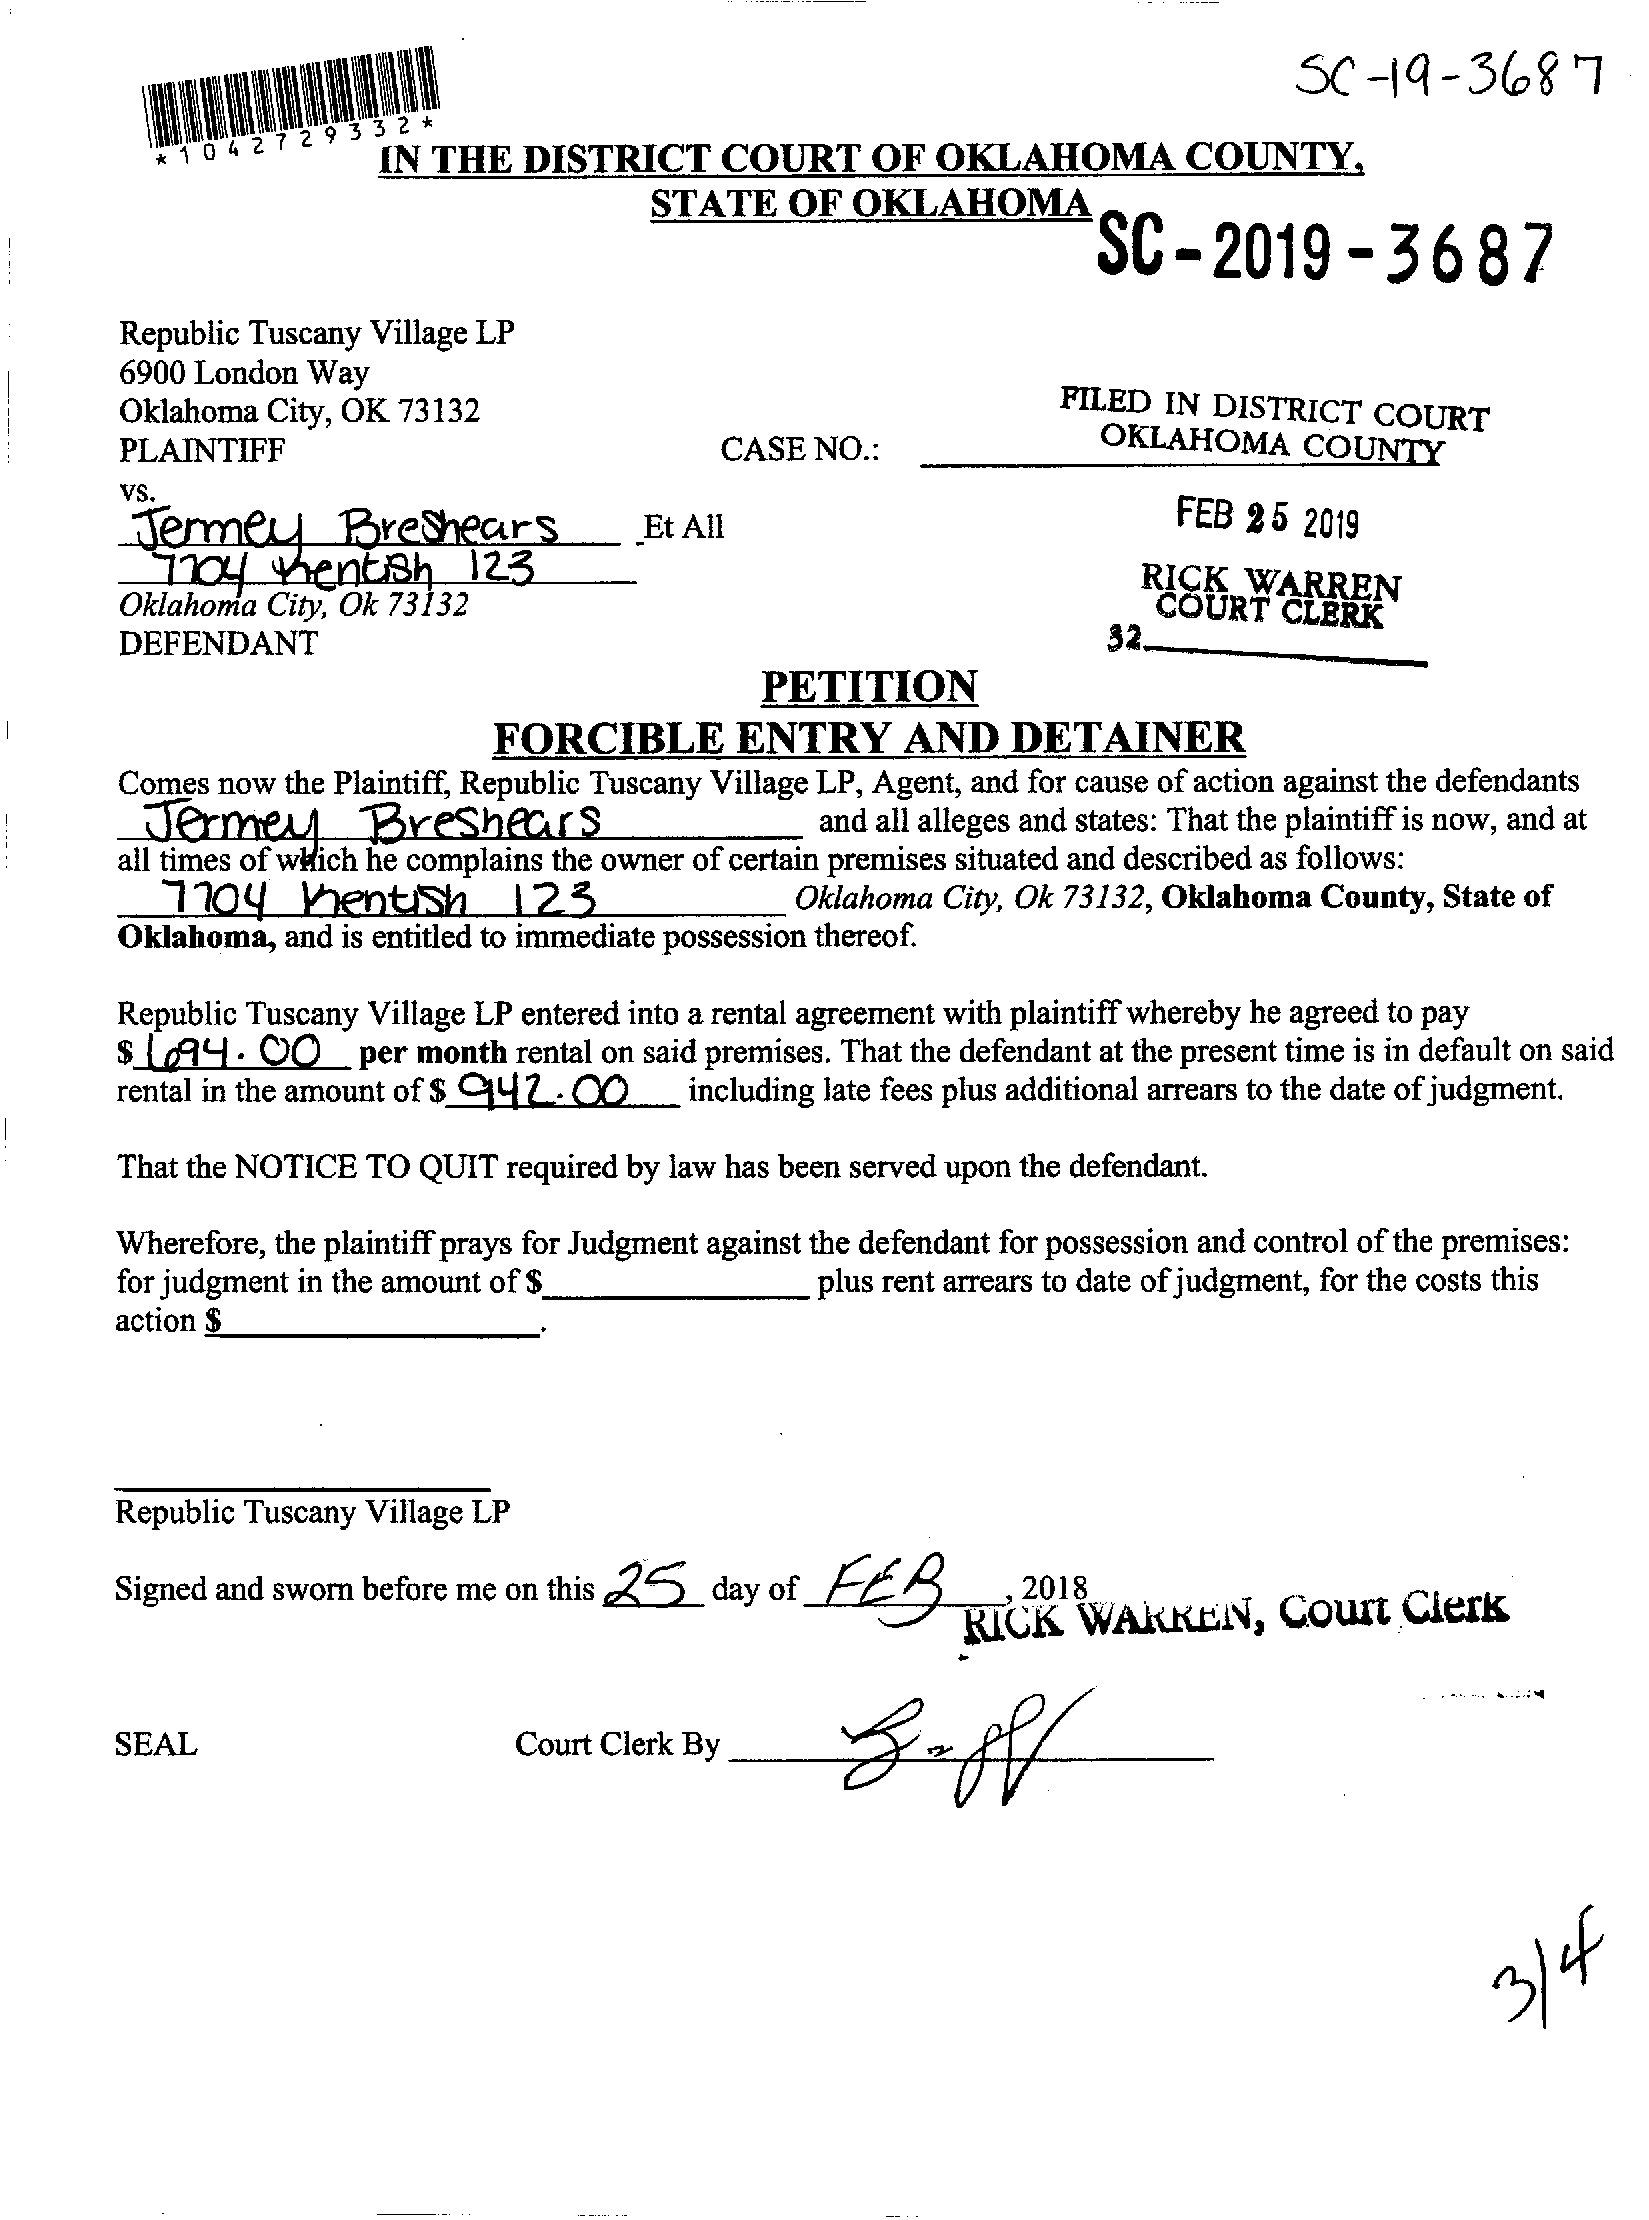 SC-19-3687
*1042729332*
IN THE DISTRICT COURT OF OKLAHOMA COUNTY,
STATE OF OKLAHOMA
SC-2019-3687
Republic Tuscany Village LP
6900 London Way
Oklahoma City, OK 73132
PLAINTIFF CASE NO.:
FILED IN DISTRICT COURT
OKLAHOMA COUNTY
vs.
Jermey Breshears Et All
7704 Kentish 123
Oklahoma City, Ok 73132
DEFENDANT
FEB 25 2019
RICK WARREN
COURT CLERK
32
PETITION
FORCIBLE ENTRY AND DETAINER
Comes now the Plaintiff, Republic Tuscany Village LP, Agent, and for cause of action against the defendants
Jermey Breshears and all alleges and states: That the plaintiff is now, and at
all times of which he complains the owner of certain premises situated and described as follows:
7704 Kentish 123 Oklahoma City, Ok 73132, Oklahoma County, State of
Oklahoma, and is entitled to immediate possession thereof.
Republic Tuscany Village LP entered into a rental agreement with plaintiff whereby he agreed to pay
$ 694.00 per month rental on said premises. That the defendant at the present time is in default on said
rental in the amount of $ 942.00 including late fees plus additional arrears to the date of judgment.
That the NOTICE TO QUIT required by law has been served upon the defendant.
Wherefore, the plaintiff prays for Judgment against the defendant for possession and control of the premises:
for judgment in the amount of $ plus rent arrears to date of judgment, for the costs this
action $ .
Republic Tuscany Village LP
Signed and sworn before me on this 25 day of FEB, 2018
RICK WARREN, Court Clerk
SEAL Court Clerk By
3/4